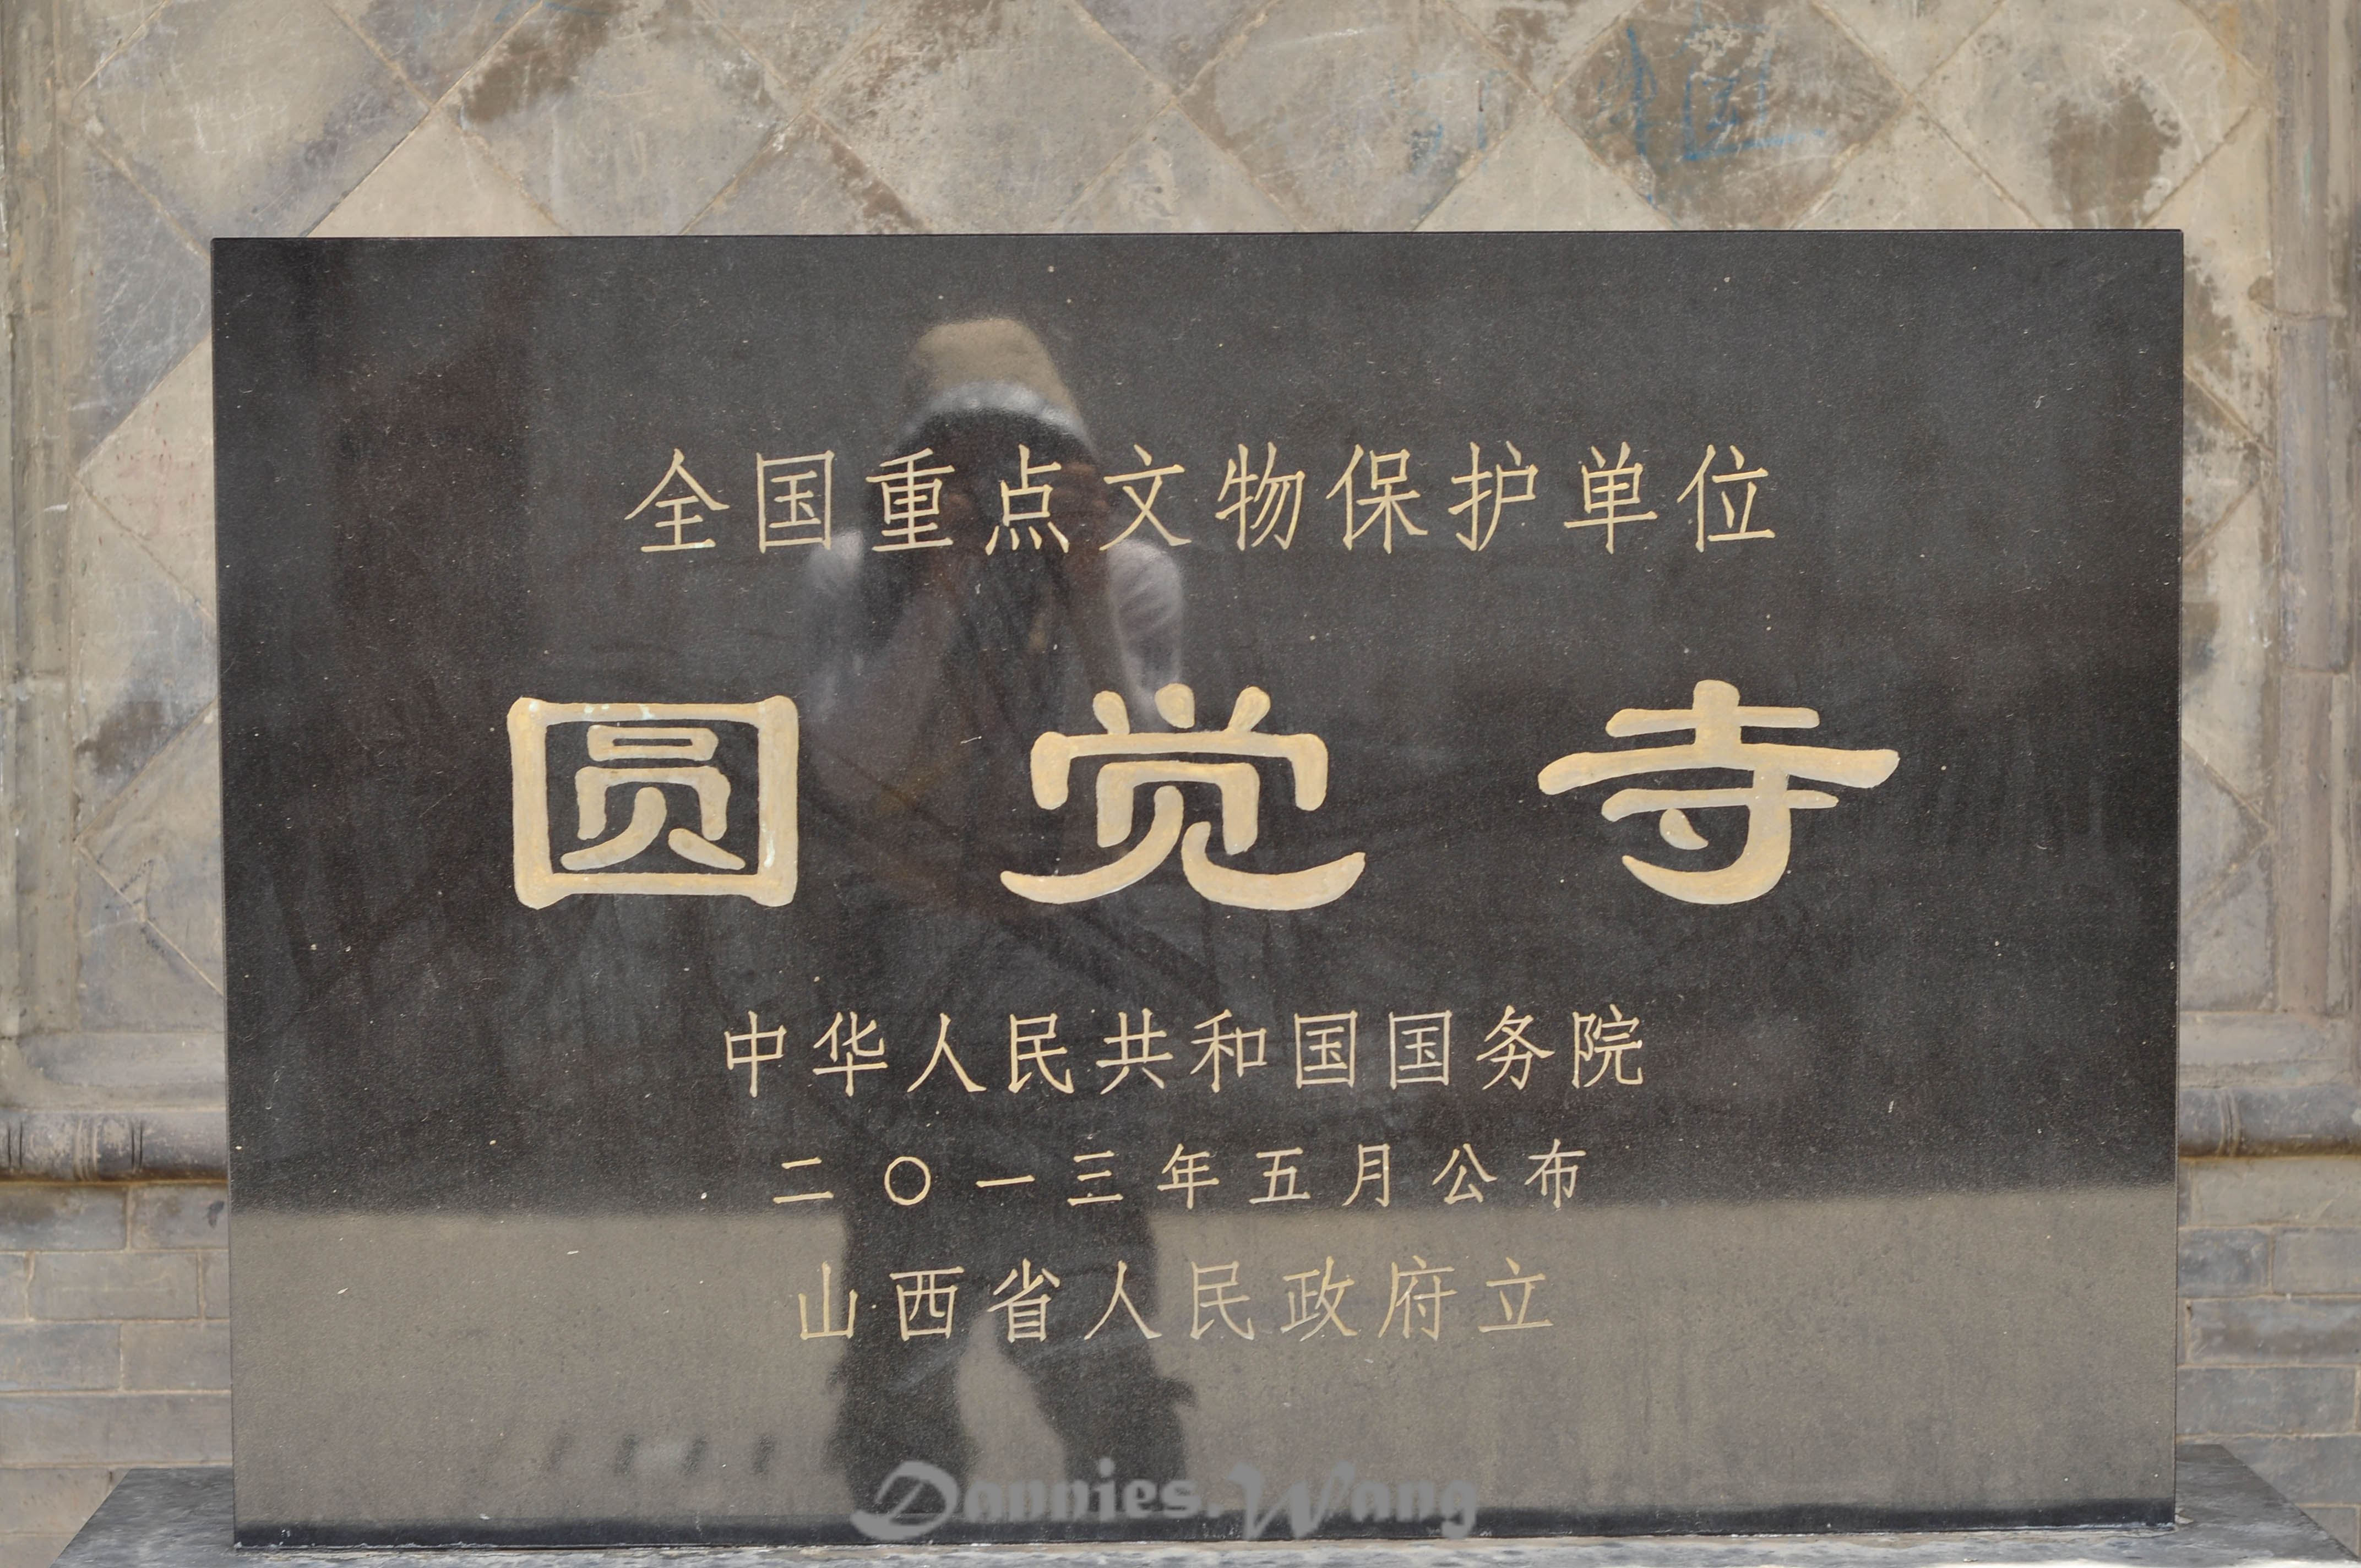 全国重点文物保护单位
圆觉寺
中华人民共和国国务院
二〇一三年五月公布
山西省人民政府立
Dannies.Wang